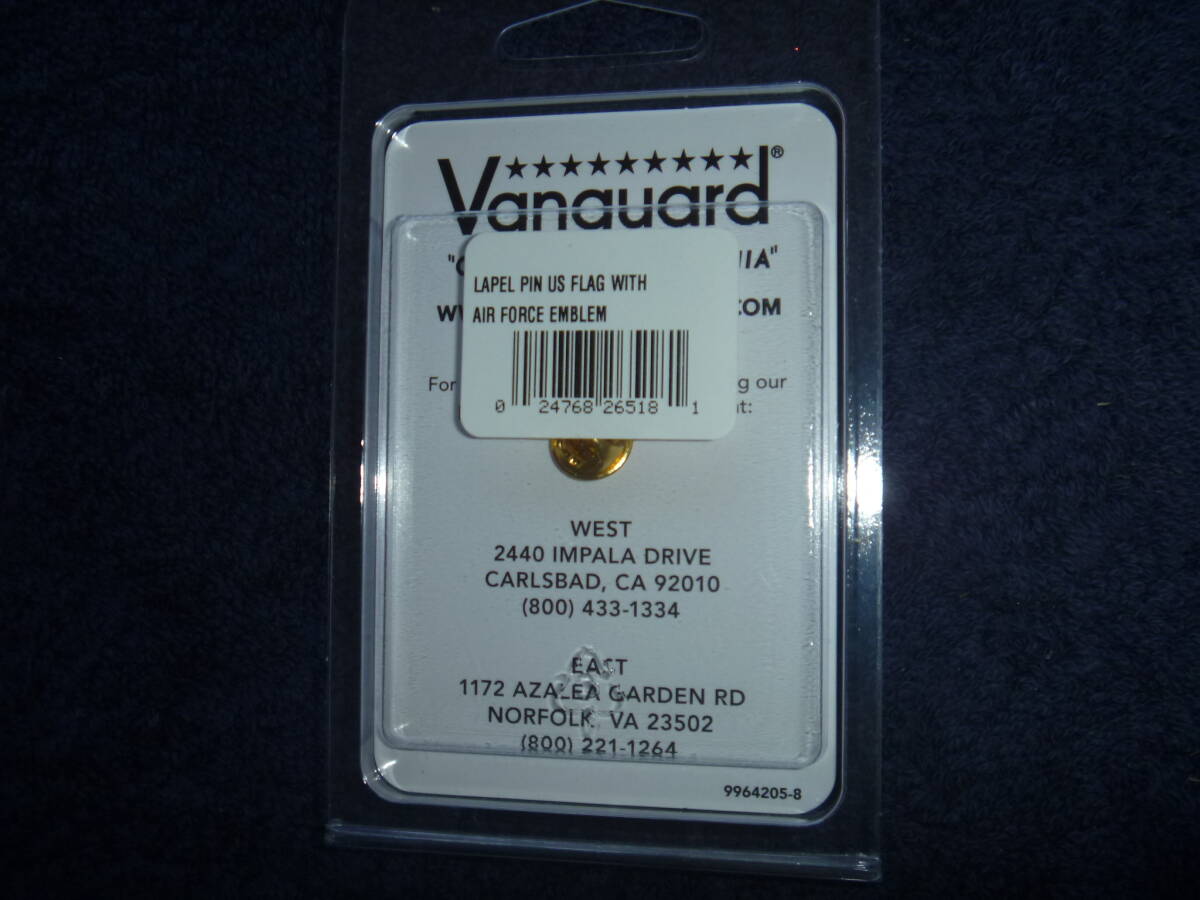 Vanguard®
LAPEL PIN US FLAG WITH
AIR FORCE EMBLEM
.COM
For
our
0 24768 26518 1
WEST
2440 IMPALA DRIVE
CARLSBAD, CA 92010
(800) 433-1334
EAST
1172 AZALEA GARDEN RD
NORFOLK, VA 23502
(800) 221-1264
9964205-8